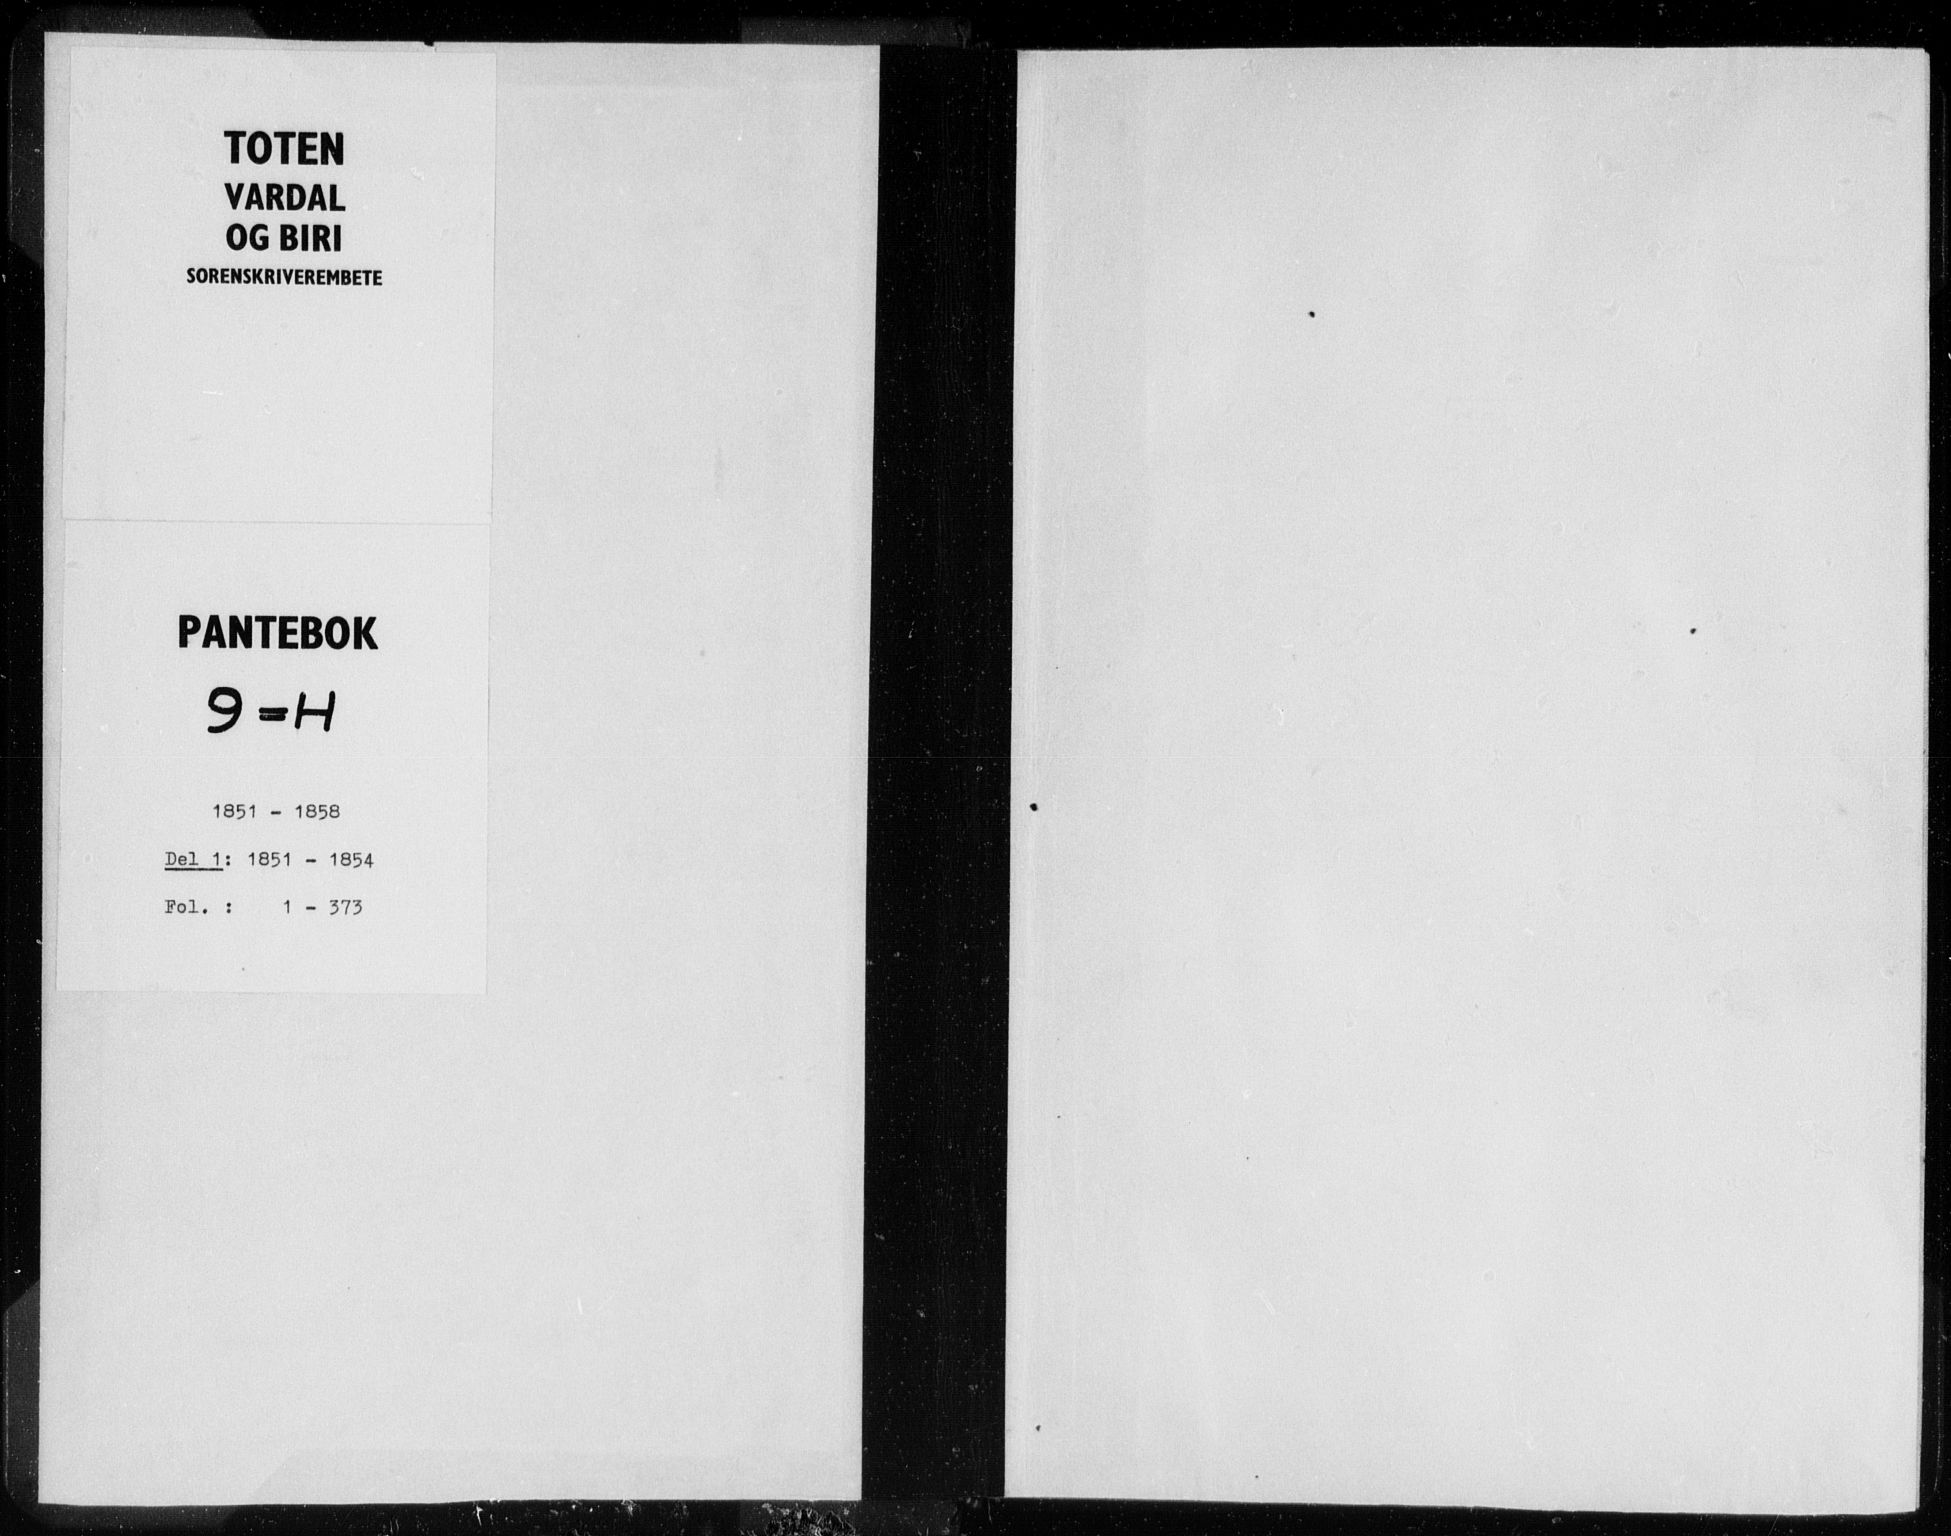 TOTEN
VARDAL
OG BIRI
SORENSKRIVEREMBETE
PANTEBOK
9=H
1851 - 1858
Del 1: 1851 - 1854
Fol. : 1 - 373